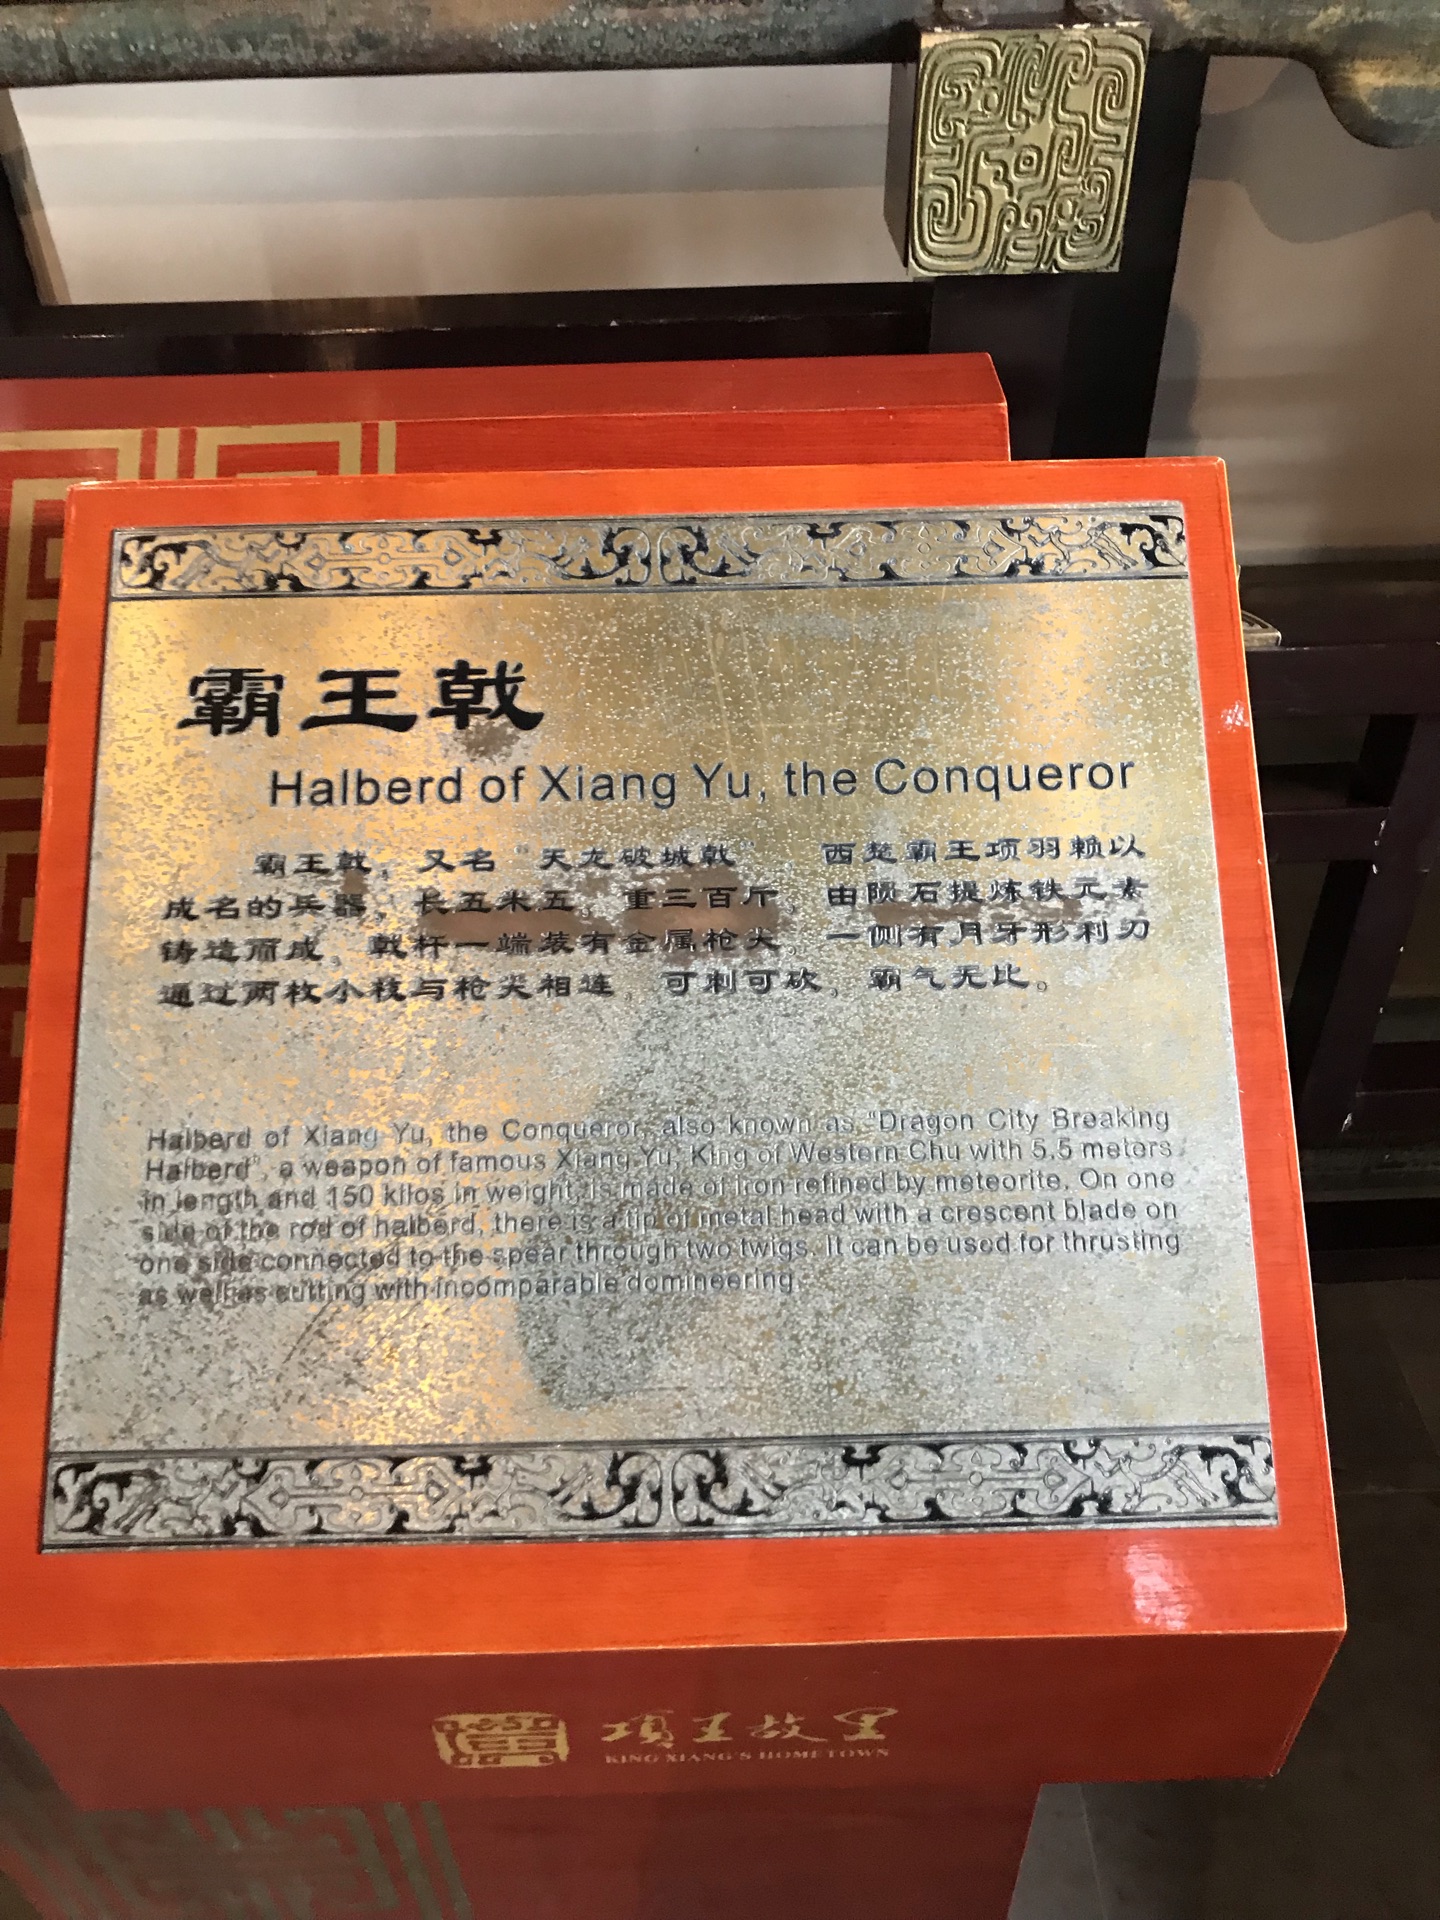 霸王戟
Halberd of Xiang Yu, the Conqueror
霸王戟，又名“天龙破城戟” 西楚霸王项羽赖以
成名的兵器，长五米五，重三百斤，由陨石提炼铁元素
铸造而成，戟杆一端装有金属枪尖，一侧有月牙形利刃
通过两枚小枝与枪尖相连，可刺可砍，霸气无比。
Halberd of Xiang Yu, the Conqueror, also known as “Dragon City Breaking
Halberd”, a weapon of famous Xiang Yu, King of Western Chu with 5.5 meters
in length and 150 kilos in weight, is made of iron refined by meteorite. On one
side of the rod of halberd, there is a tip of metal head with a crescent blade on
one side connected to the spear through two twigs. It can be used for thrusting
as well as cutting with incomparable domineering.
項王故里
KING XIANG'S HOMETOWN